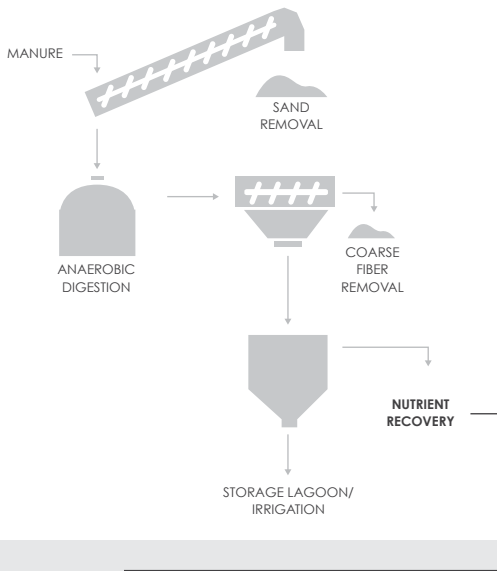 MANURE
SAND
REMOVAL
ANAEROBIC
DIGESTION
COARSE
FIBER
REMOVAL
NUTRIENT
RECOVERY
STORAGE LAGOON/
IRRIGATION